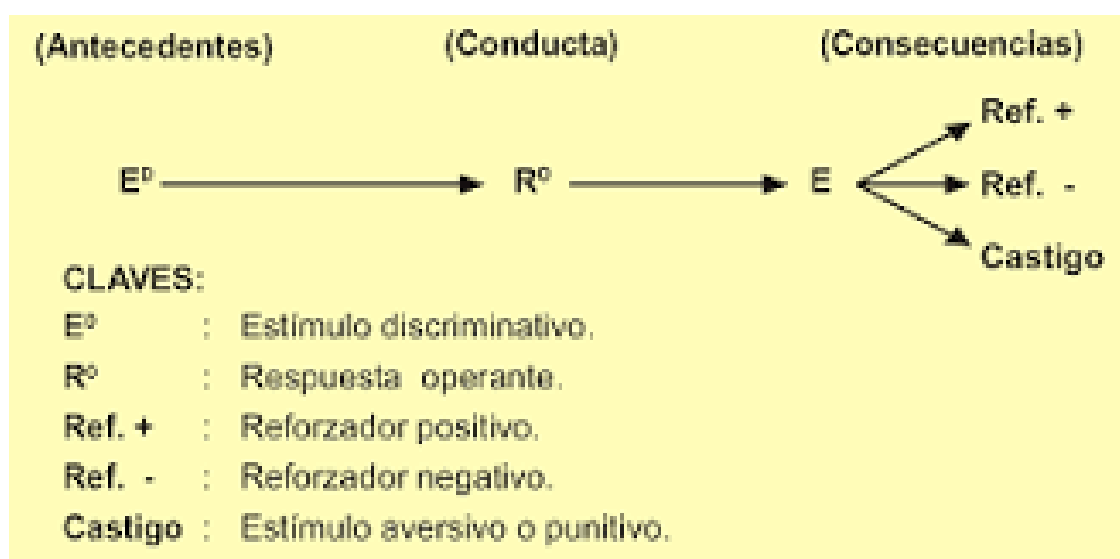 (Antecedentes) (Conducta) (Consecuencias)
Ref. +
Eᴰ Rº E Ref. -
Castigo
CLAVES:
Eᴰ : Estímulo discriminativo.
Rº : Respuesta operante.
Ref. + : Reforzador positivo.
Ref. - : Reforzador negativo.
Castigo : Estímulo aversivo o punitivo.